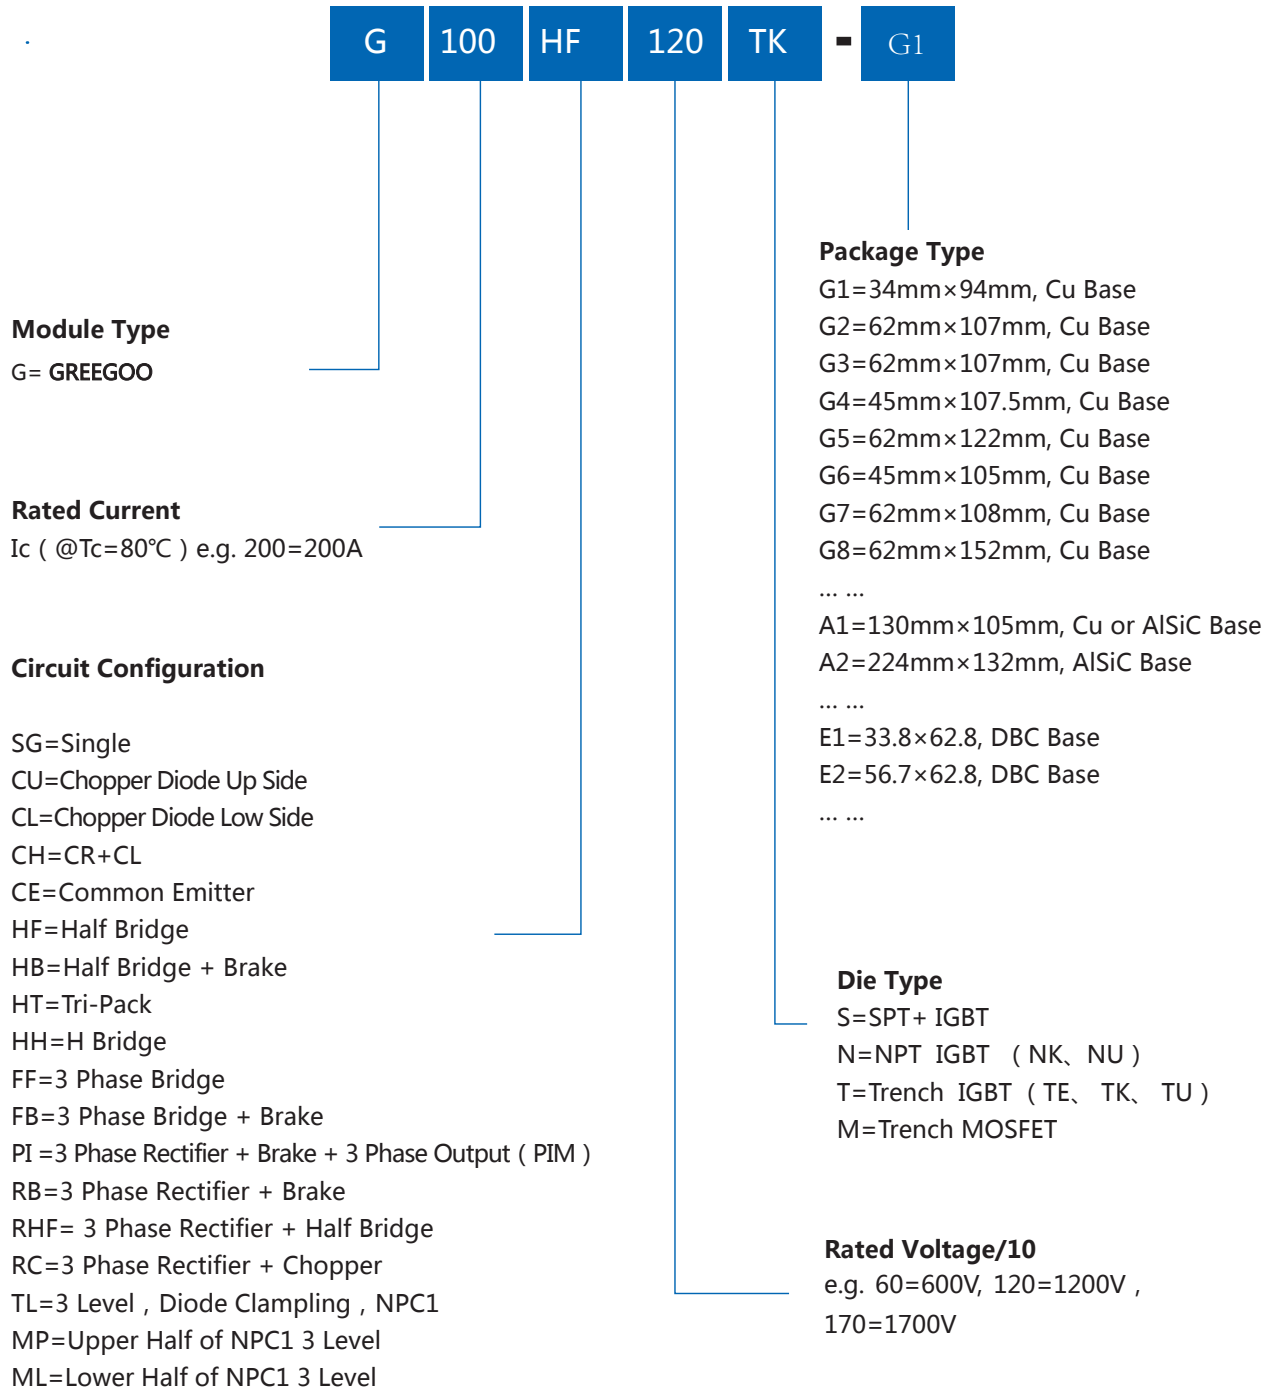 G 100 HF 120 TK - G1
Module Type
G= GREEGOO
Rated Current
Ic ( @Tc=80℃ ) e.g. 200=200A
Circuit Configuration
SG=Single
CU=Chopper Diode Up Side
CL=Chopper Diode Low Side
CH=CR+CL
CE=Common Emitter
HF=Half Bridge
HB=Half Bridge + Brake
HT=Tri-Pack
HH=H Bridge
FF=3 Phase Bridge
FB=3 Phase Bridge + Brake
PI =3 Phase Rectifier + Brake + 3 Phase Output ( PIM )
RB=3 Phase Rectifier + Brake
RHF= 3 Phase Rectifier + Half Bridge
RC=3 Phase Rectifier + Chopper
TL=3 Level , Diode Clampling , NPC1
MP=Upper Half of NPC1 3 Level
ML=Lower Half of NPC1 3 Level
Package Type
G1=34mm×94mm, Cu Base
G2=62mm×107mm, Cu Base
G3=62mm×107mm, Cu Base
G4=45mm×107.5mm, Cu Base
G5=62mm×122mm, Cu Base
G6=45mm×105mm, Cu Base
G7=62mm×108mm, Cu Base
G8=62mm×152mm, Cu Base
... ...
A1=130mm×105mm, Cu or AlSiC Base
A2=224mm×132mm, AlSiC Base
... ...
E1=33.8×62.8, DBC Base
E2=56.7×62.8, DBC Base
... ...
Die Type
S=SPT+ IGBT
N=NPT IGBT ( NK、NU )
T=Trench IGBT ( TE、 TK、 TU )
M=Trench MOSFET
Rated Voltage/10
e.g. 60=600V, 120=1200V ,
170=1700V